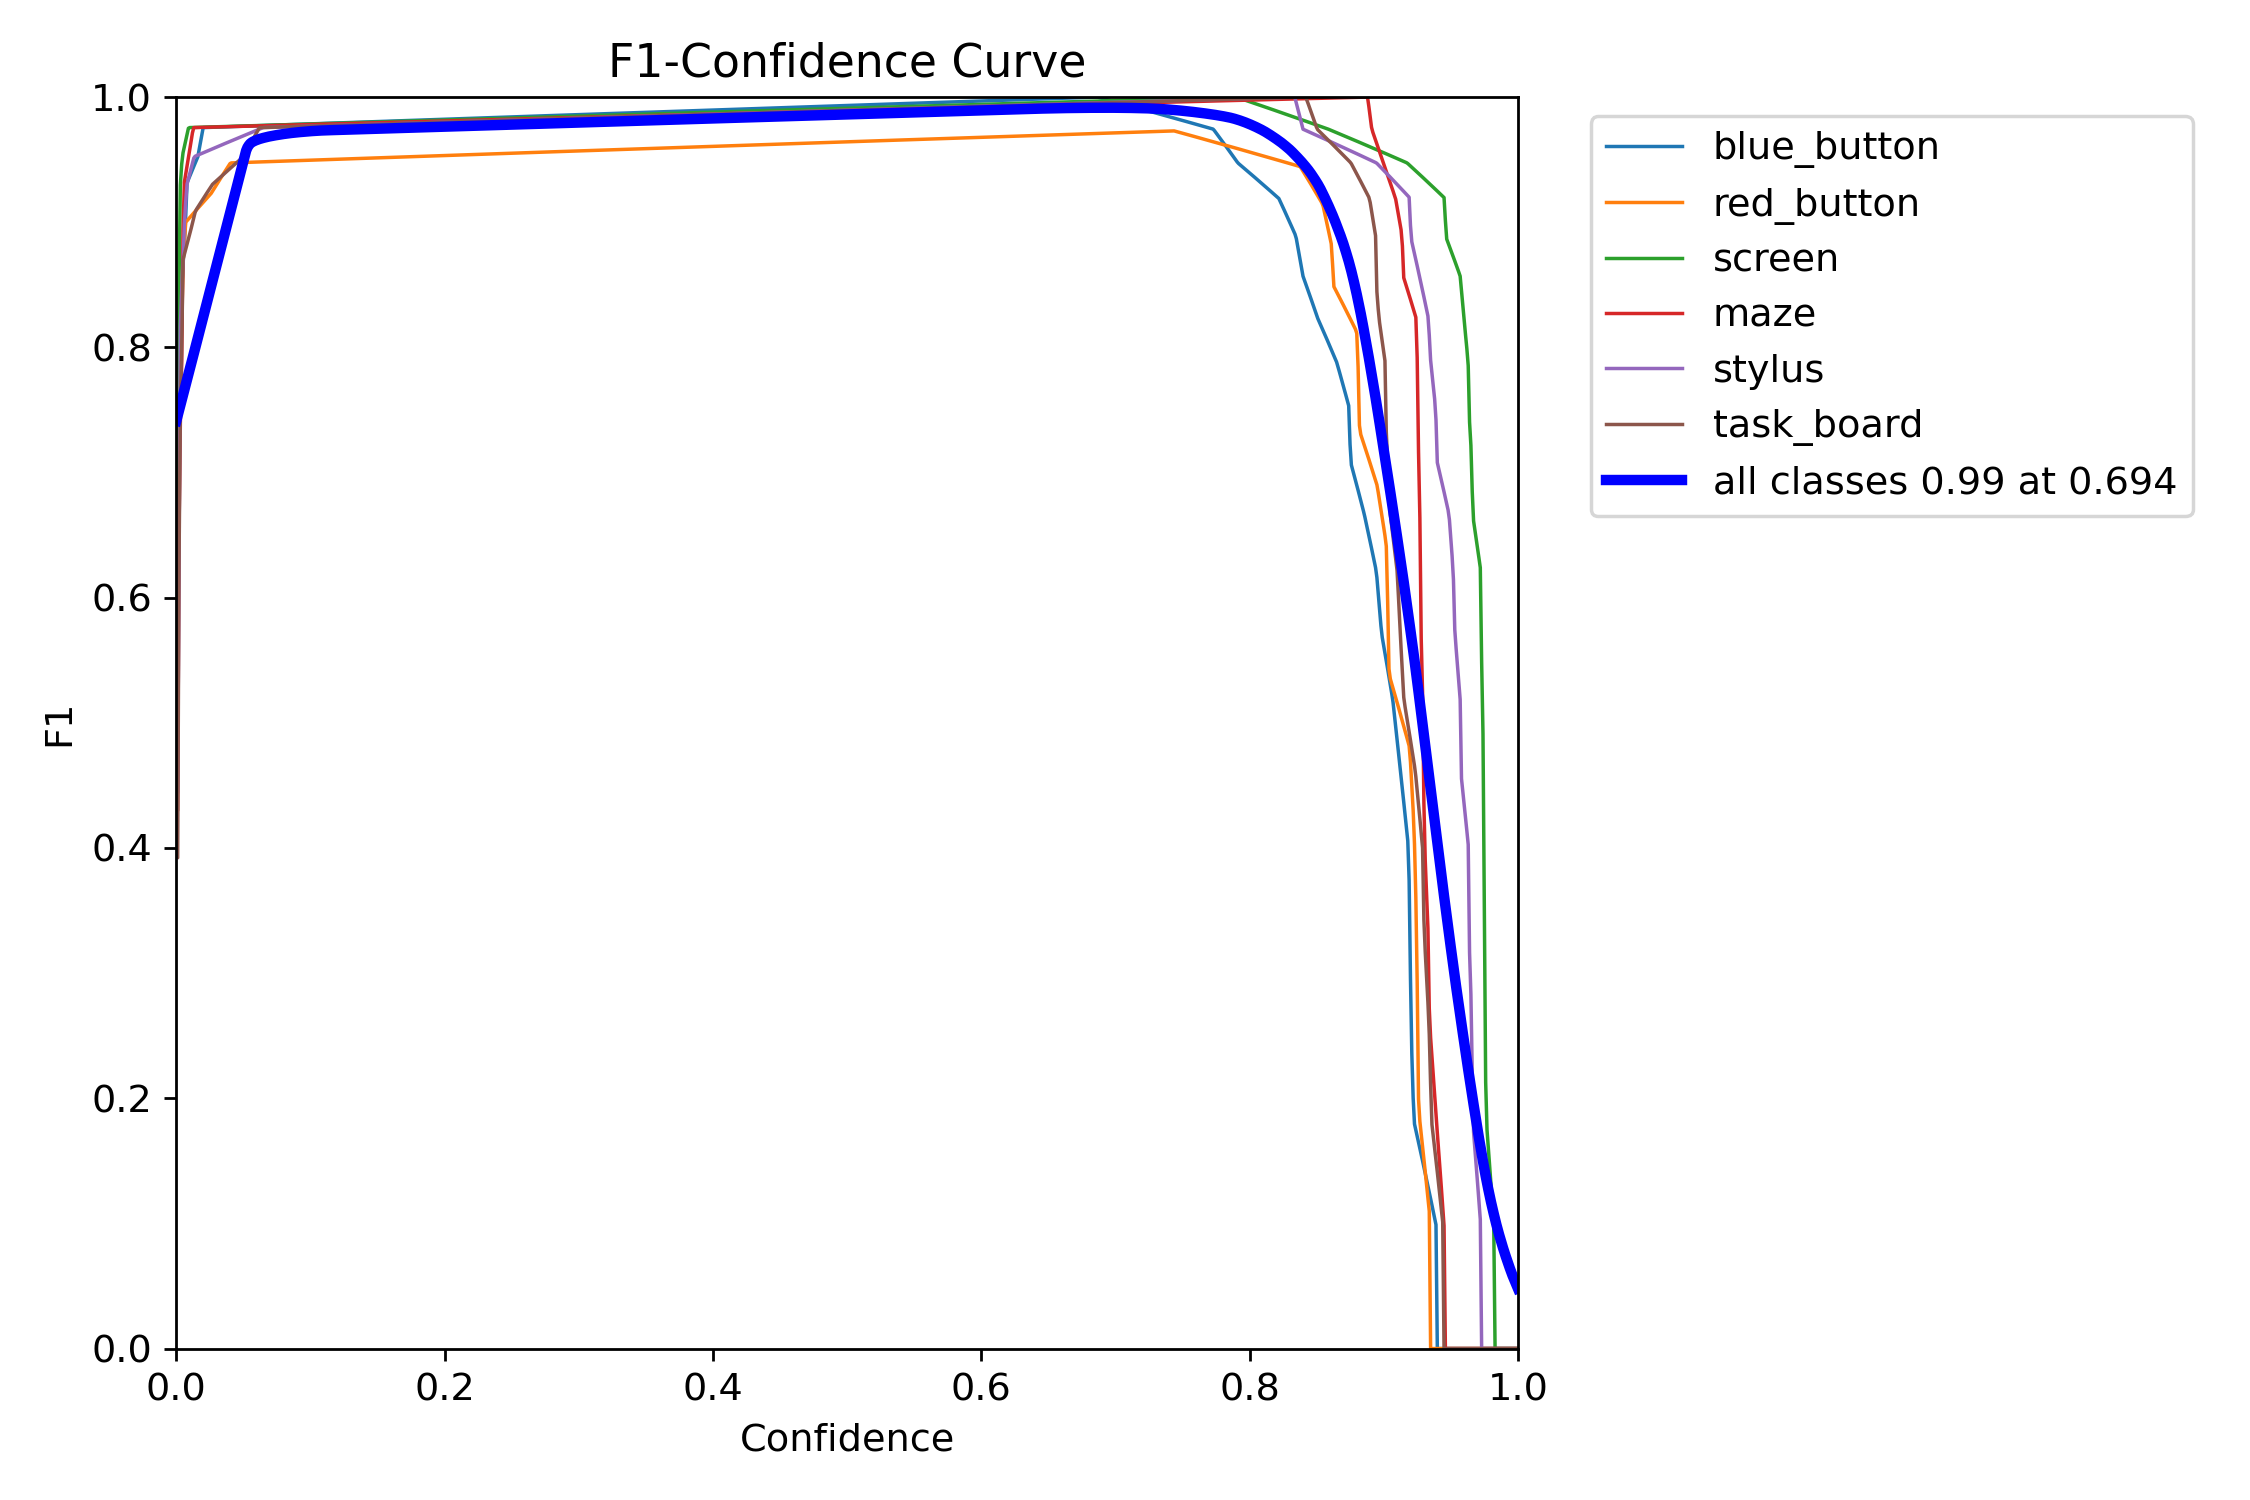 F1-Confidence Curve
1.0
0.8
0.6
0.4
0.2
0.0
F1
0.0 0.2 0.4 0.6 0.8 1.0
Confidence
blue_button
red_button
screen
maze
stylus
task_board
all classes 0.99 at 0.694